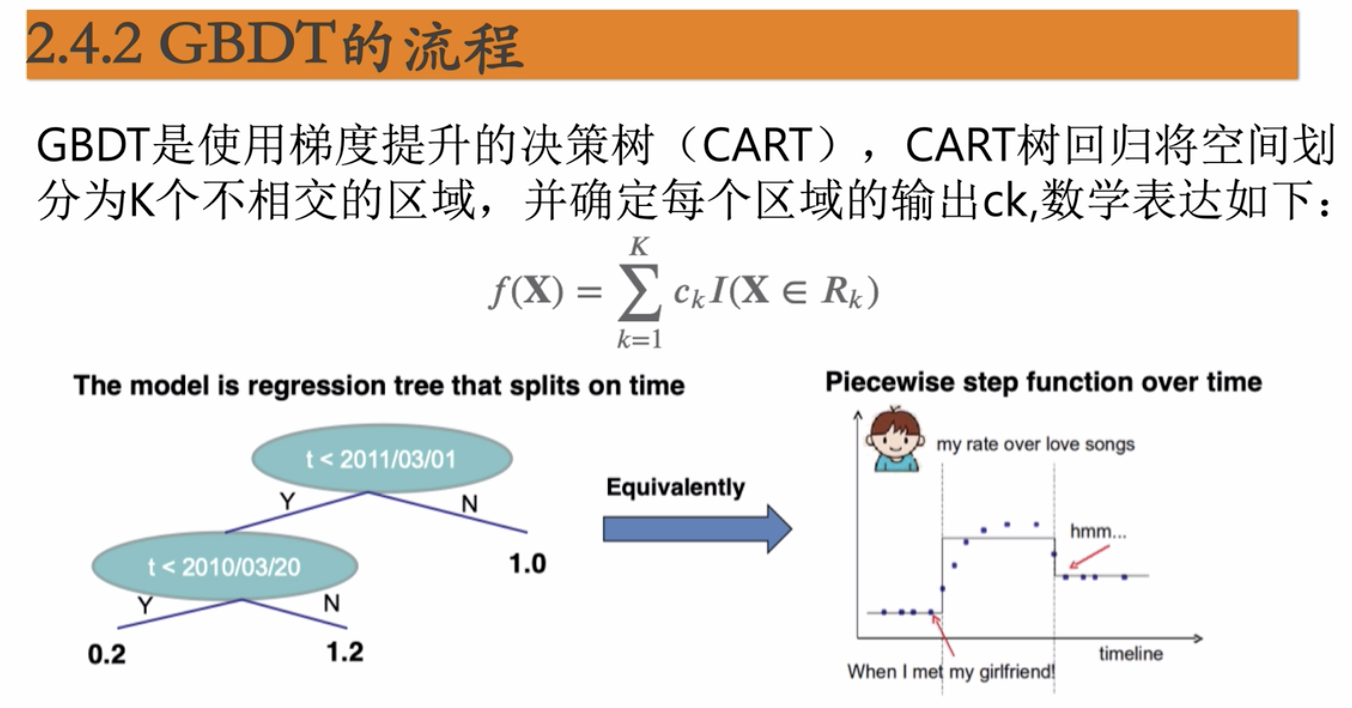 2.4.2 GBDT的流程
GBDT是使用梯度提升的决策树（CART），CART树回归将空间划
分为K个不相交的区域，并确定每个区域的输出ck,数学表达如下：
f(X) = ∑_{k=1}^{K} c_k I(X ∈ R_k)
The model is regression tree that splits on time
t < 2011/03/01
Y
N
t < 2010/03/20
1.0
Y
N
0.2
1.2
Equivalently
Piecewise step function over time
my rate over love songs
hmm...
timeline
When I met my girlfriend!